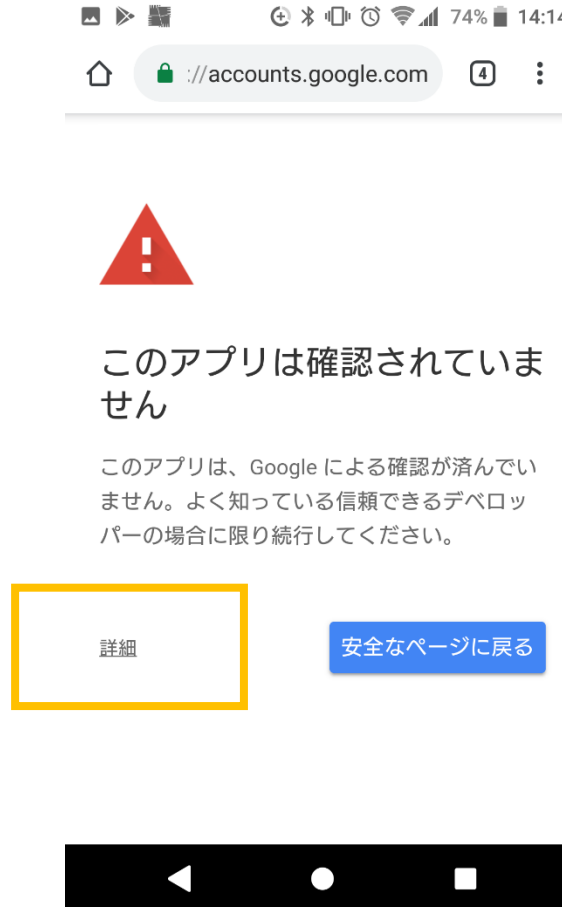 74% 14:14
://accounts.google.com 4
このアプリは確認されていま
せん
このアプリは、Google による確認が済んでい
ません。よく知っている信頼できるデベロッ
パーの場合に限り続行してください。
詳細 安全なページに戻る